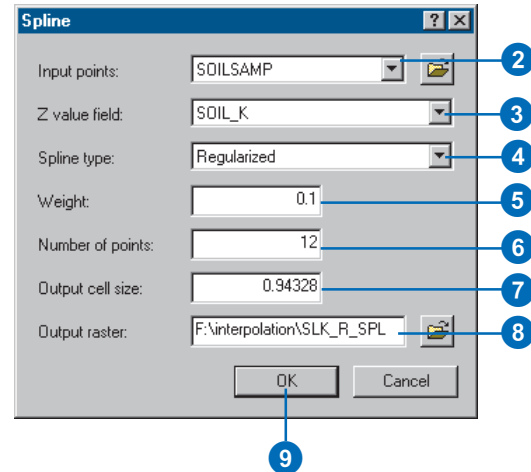 Spline
Input points: SOILSAMP 2
Z value field: SOIL_K 3
Spline type: Regularized 4
Weight: 0.1 5
Number of points: 12 6
Output cell size: 0.94328 7
Output raster: F:\interpolation\SLK_R_SPL 8
OK Cancel
9